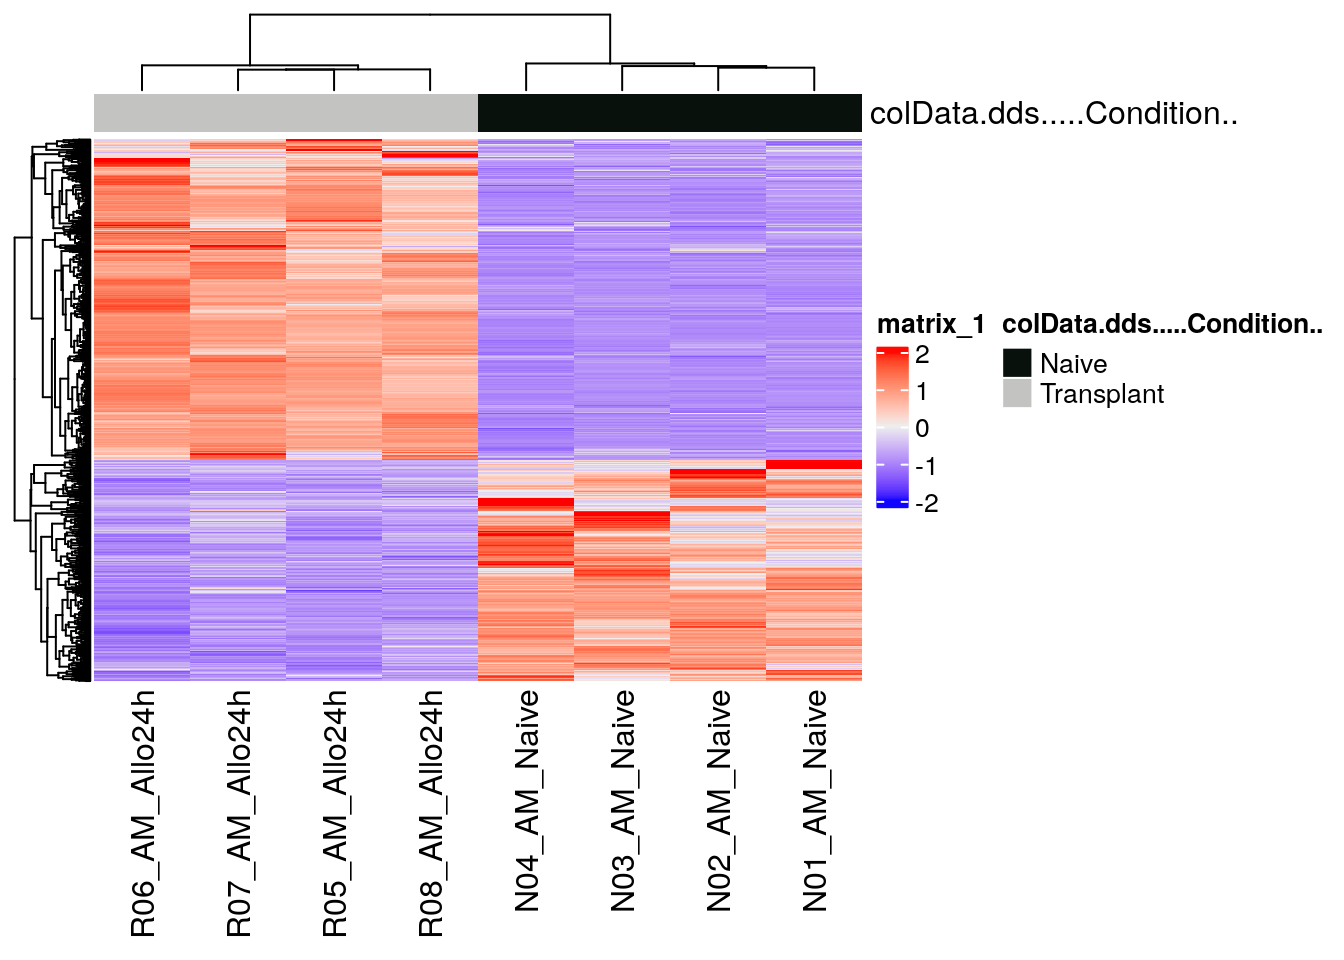 colData.dds.....Condition..
matrix_1
2
1
0
-1
-2
colData.dds.....Condition..
Naive
Transplant
R06_AM_Allo24h
R07_AM_Allo24h
R05_AM_Allo24h
R08_AM_Allo24h
N04_AM_Naive
N03_AM_Naive
N02_AM_Naive
N01_AM_Naive